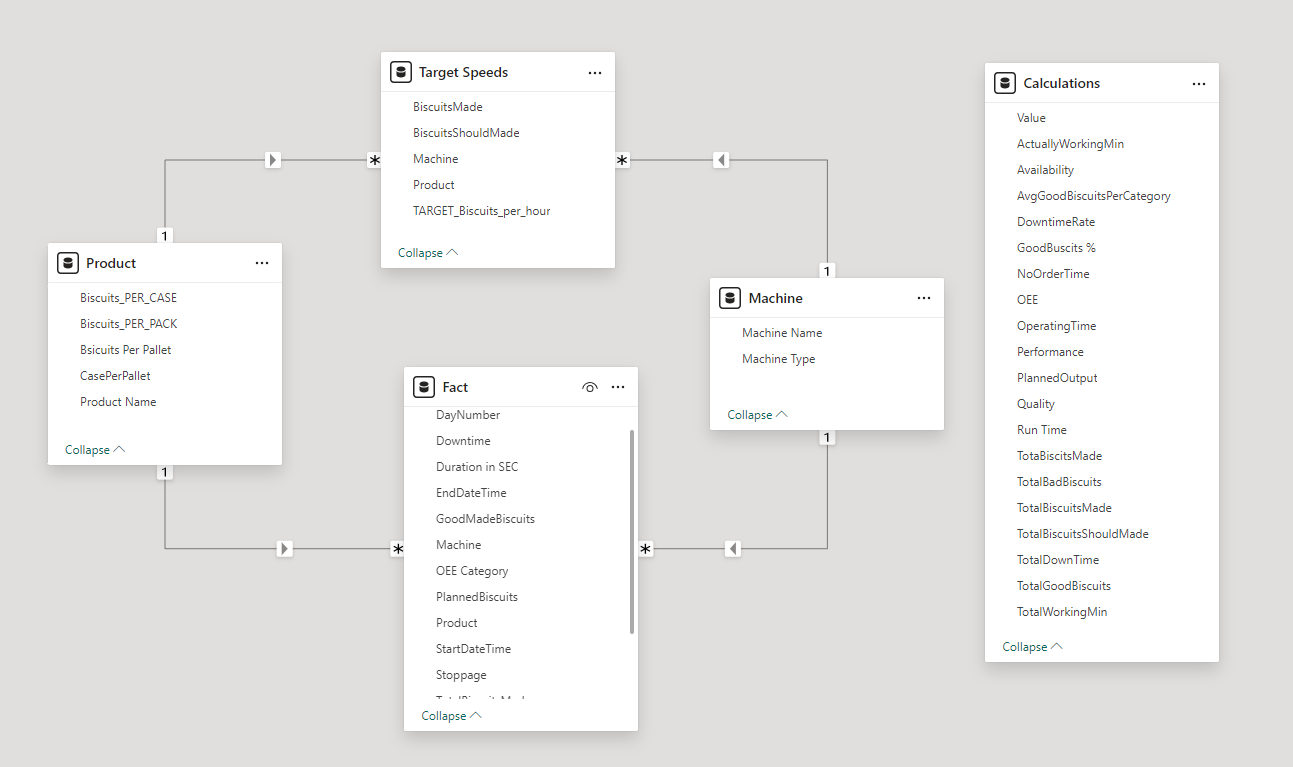 Target Speeds
BiscuitsMade
BiscuitsShouldMade
Machine
Product
TARGET_Biscuits_per_hour
Collapse
*
*
1
1
Product
Biscuits_PER_CASE
Biscuits_PER_PACK
Bsicuits Per Pallet
CasePerPallet
Product Name
Collapse
1
Machine
Machine Name
Machine Type
Collapse
1
Fact
DayNumber
Downtime
Duration in SEC
EndDateTime
GoodMadeBiscuits
Machine
OEE Category
PlannedBiscuits
Product
StartDateTime
Stoppage
Collapse
*
*
Calculations
Value
ActuallyWorkingMin
Availability
AvgGoodBiscuitsPerCategory
DowntimeRate
GoodBuscits %
NoOrderTime
OEE
OperatingTime
Performance
PlannedOutput
Quality
Run Time
TotaBiscitsMade
TotalBadBiscuits
TotalBiscuitsMade
TotalBiscuitsShouldMade
TotalDownTime
TotalGoodBiscuits
TotalWorkingMin
Collapse